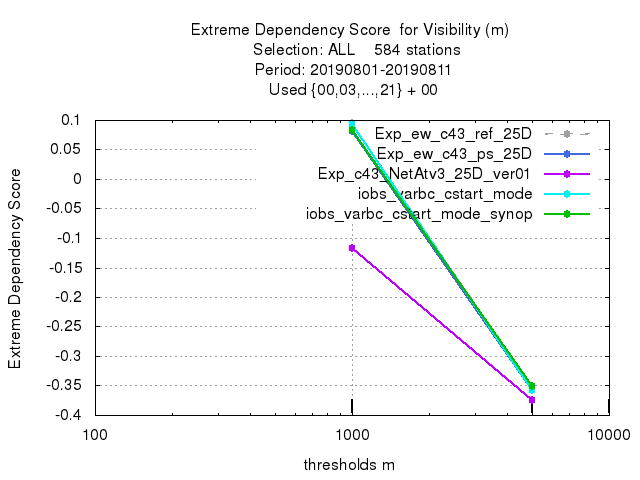 Extreme Dependency Score  for Visibility (m)
Selection: ALL    584 stations
Period: 20190801-20190811
Used {00,03,...,21} + 00
Extreme Dependency Score
0.1
0.05
0
-0.05
-0.1
-0.15
-0.2
-0.25
-0.3
-0.35
-0.4
Exp_ew_c43_ref_25D
Exp_ew_c43_ps_25D
Exp_c43_NetAtv3_25D_ver01
iobs_varbc_cstart_mode
iobs_varbc_cstart_mode_synop
100
1000
10000
thresholds m